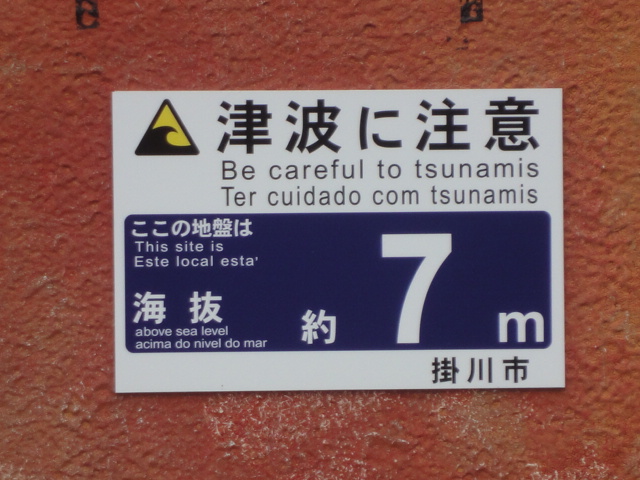 津波に注意
Be careful to tsunamis
Ter cuidado com tsunamis
ここの地盤は
This site is
Este local esta'
海抜 約 7 m
above sea level
acima do nivel do mar
掛川市